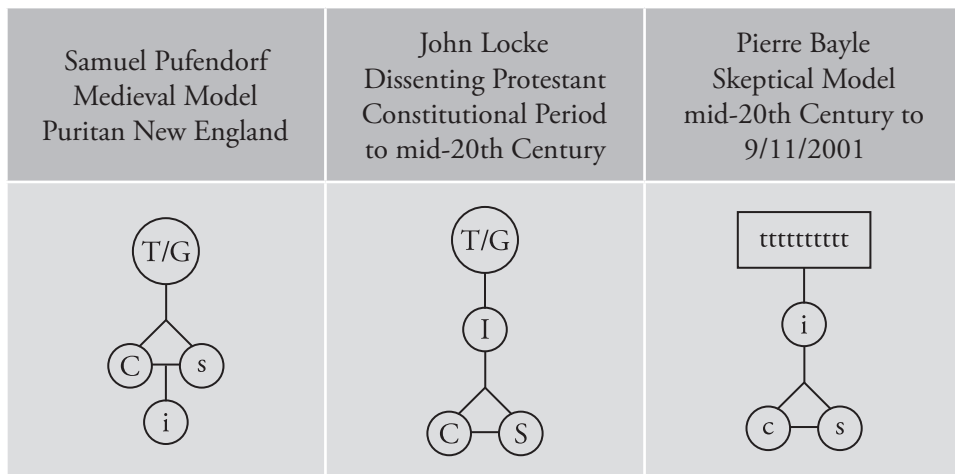 Samuel Pufendorf
Medieval Model
Puritan New England
John Locke
Dissenting Protestant
Constitutional Period
to mid-20th Century
Pierre Bayle
Skeptical Model
mid-20th Century to
9/11/2001
T/G
C s
i
T/G
I
C S
tttttttttt
i
c s